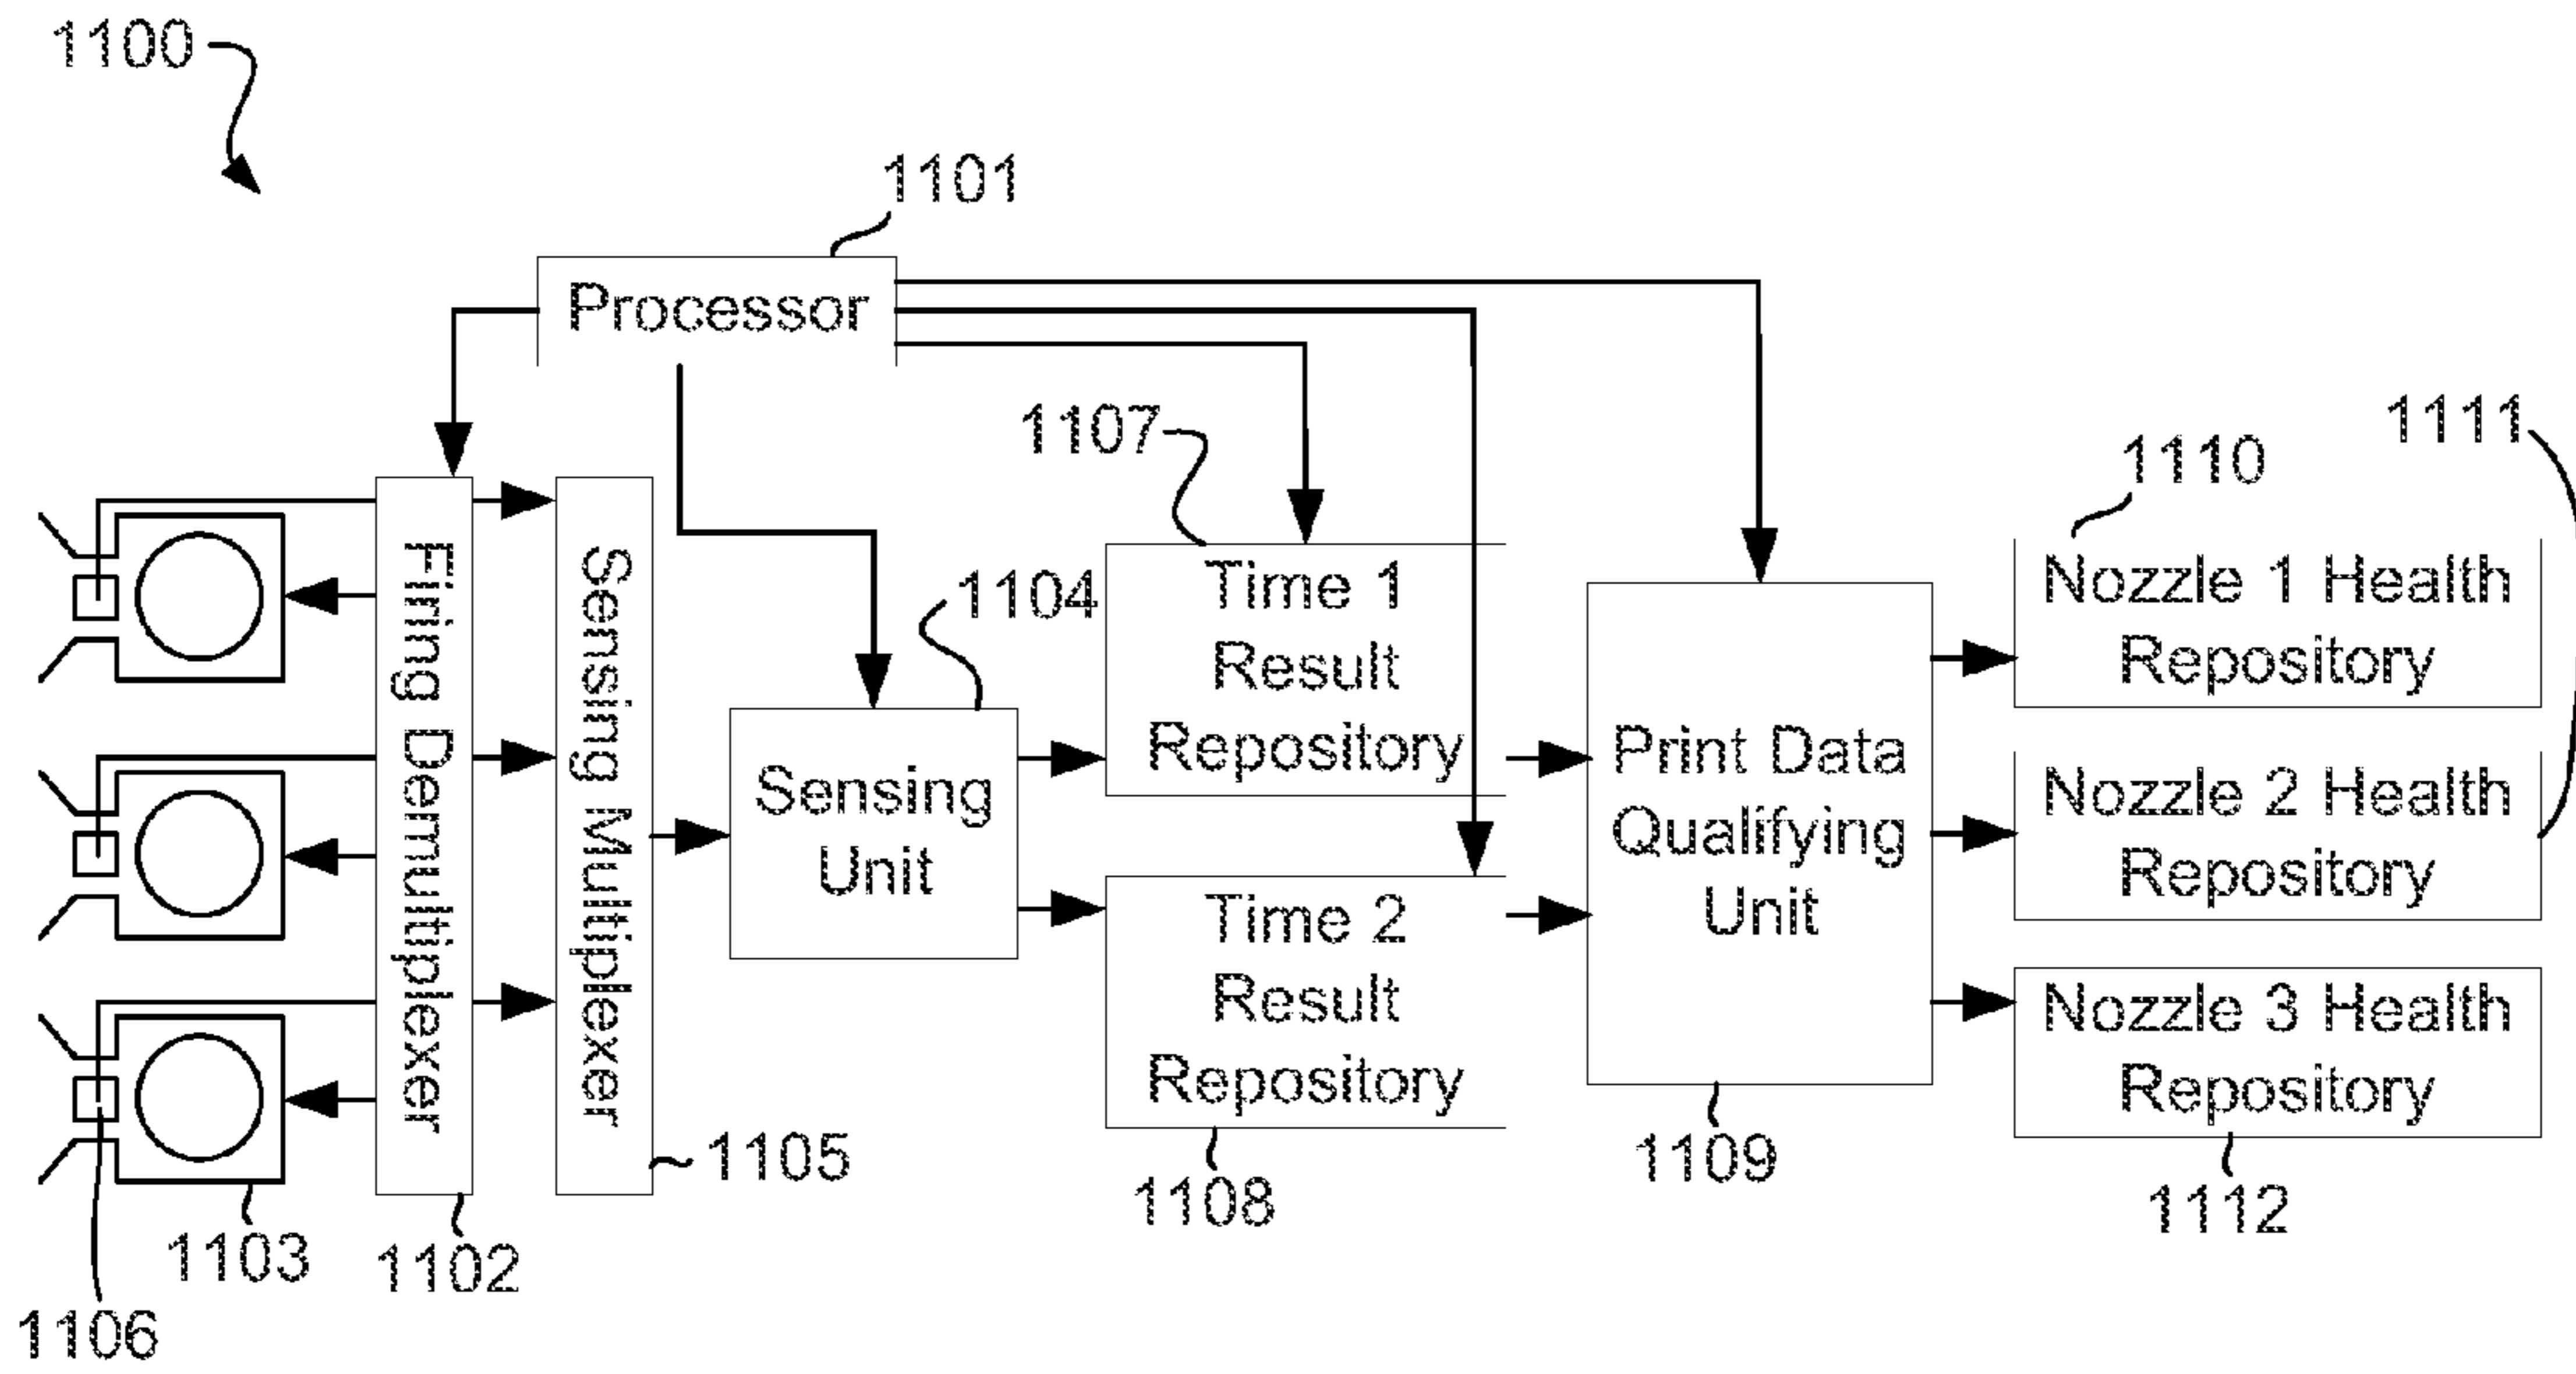 1100
1101
Processor
1107
1110
1111
1104
Firing Demultiplexer
Sensing Multiplexer
Sensing
Unit
Time 1
Result
Repository
Time 2
Result
Repository
Print Data
Qualifying
Unit
Nozzle 1 Health
Repository
Nozzle 2 Health
Repository
Nozzle 3 Health
Repository
1105
1109
1108
1112
1103
1102
1106